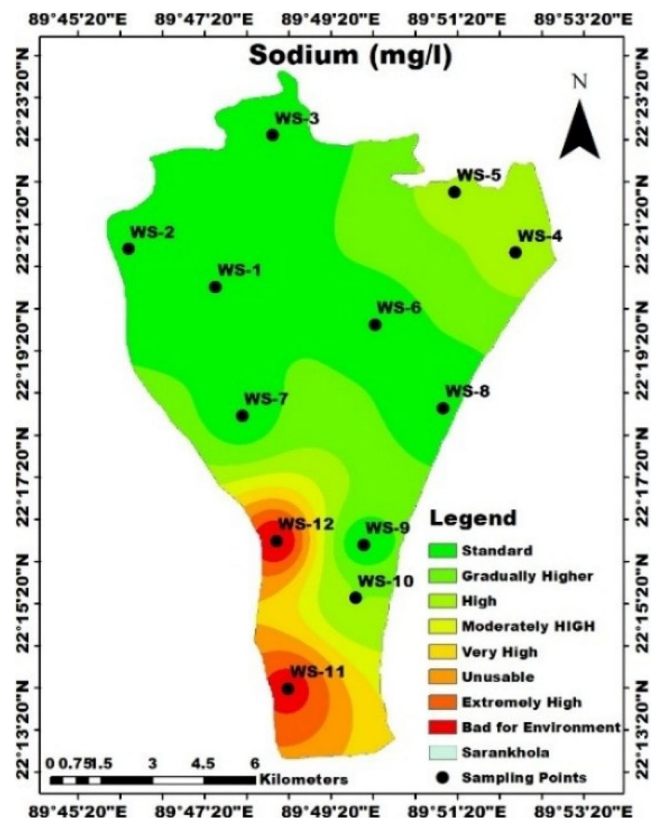 89°45'20"E 89°47'20"E 89°49'20"E 89°51'20"E 89°53'20"E
Sodium (mg/l)
N
22°23'20"N 22°23'20"N
WS-3
WS-5
22°21'20"N 22°21'20"N
WS-2
WS-4
WS-1
WS-6
22°19'20"N 22°19'20"N
WS-7
WS-8
22°17'20"N 22°17'20"N
WS-12
WS-9
WS-10
22°15'20"N 22°15'20"N
WS-11
22°13'20"N 22°13'20"N
Legend
Standard
Gradually Higher
High
Moderately HIGH
Very High
Unusable
Extremely High
Bad for Environment
Sarankhola
Sampling Points
0 0.751.5 3 4.5 6
Kilometers
89°45'20"E 89°47'20"E 89°49'20"E 89°51'20"E 89°53'20"E